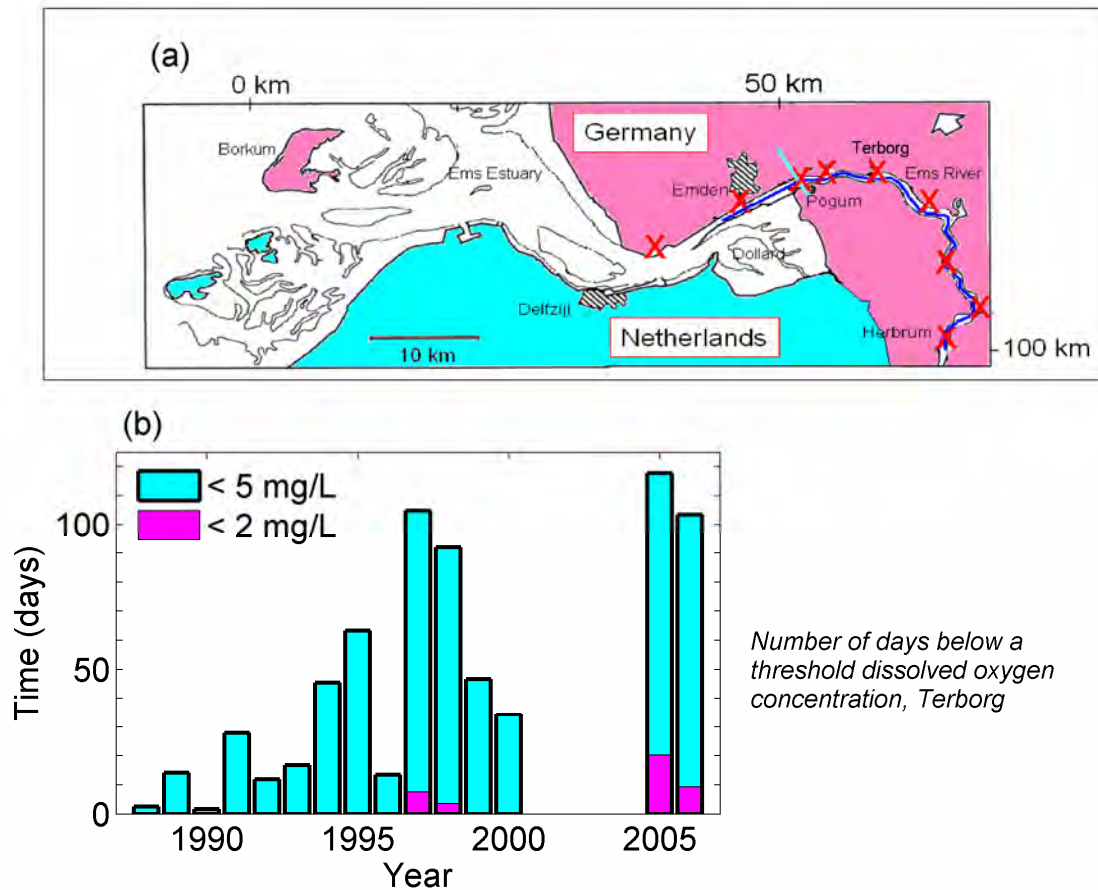 (a)
0 km
50 km
Germany
Borkum
Terborg
Ems Estuary
Ems River
Emden
Pogum
Dollard
Delfzijl
Netherlands
Herbrum
10 km
100 km
(b)
< 5 mg/L
< 2 mg/L
100
50
0
Time (days)
1990
1995
2000
2005
Year
Number of days below a
threshold dissolved oxygen
concentration, Terborg